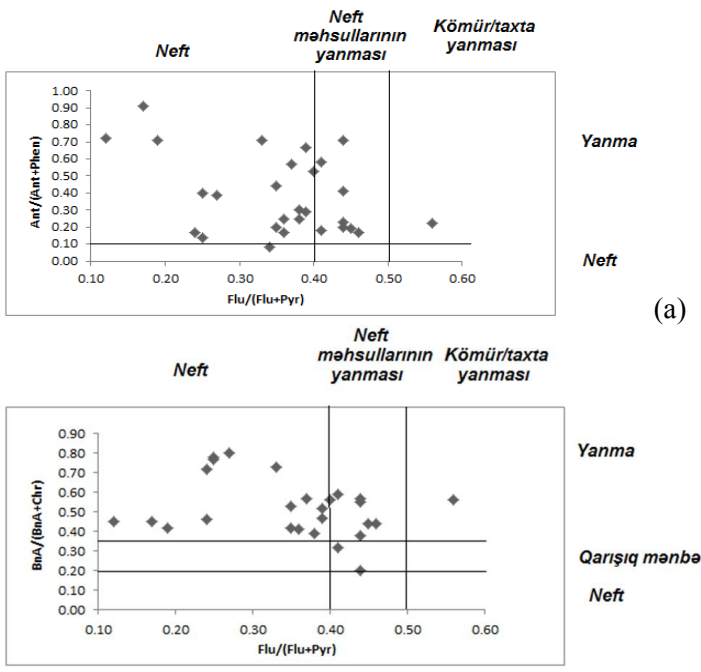 Neft
Neft
məhsullarının
yanması
Kömür/taxta
yanması
1.00
0.90
0.80
0.70
0.60
0.50
0.40
0.30
0.20
0.10
0.00
Ant/(Ant+Phen)
0.10 0.20 0.30 0.40 0.50 0.60
Flu/(Flu+Pyr)
Yanma
Neft
(a)
Neft
Neft
məhsullarının
yanması
Kömür/taxta
yanması
0.90
0.80
0.70
0.60
0.50
0.40
0.30
0.20
0.10
0.00
BnA/(BnA+Chr)
0.10 0.20 0.30 0.40 0.50 0.60
Flu/(Flu+Pyr)
Yanma
Qarışıq mənbə
Neft